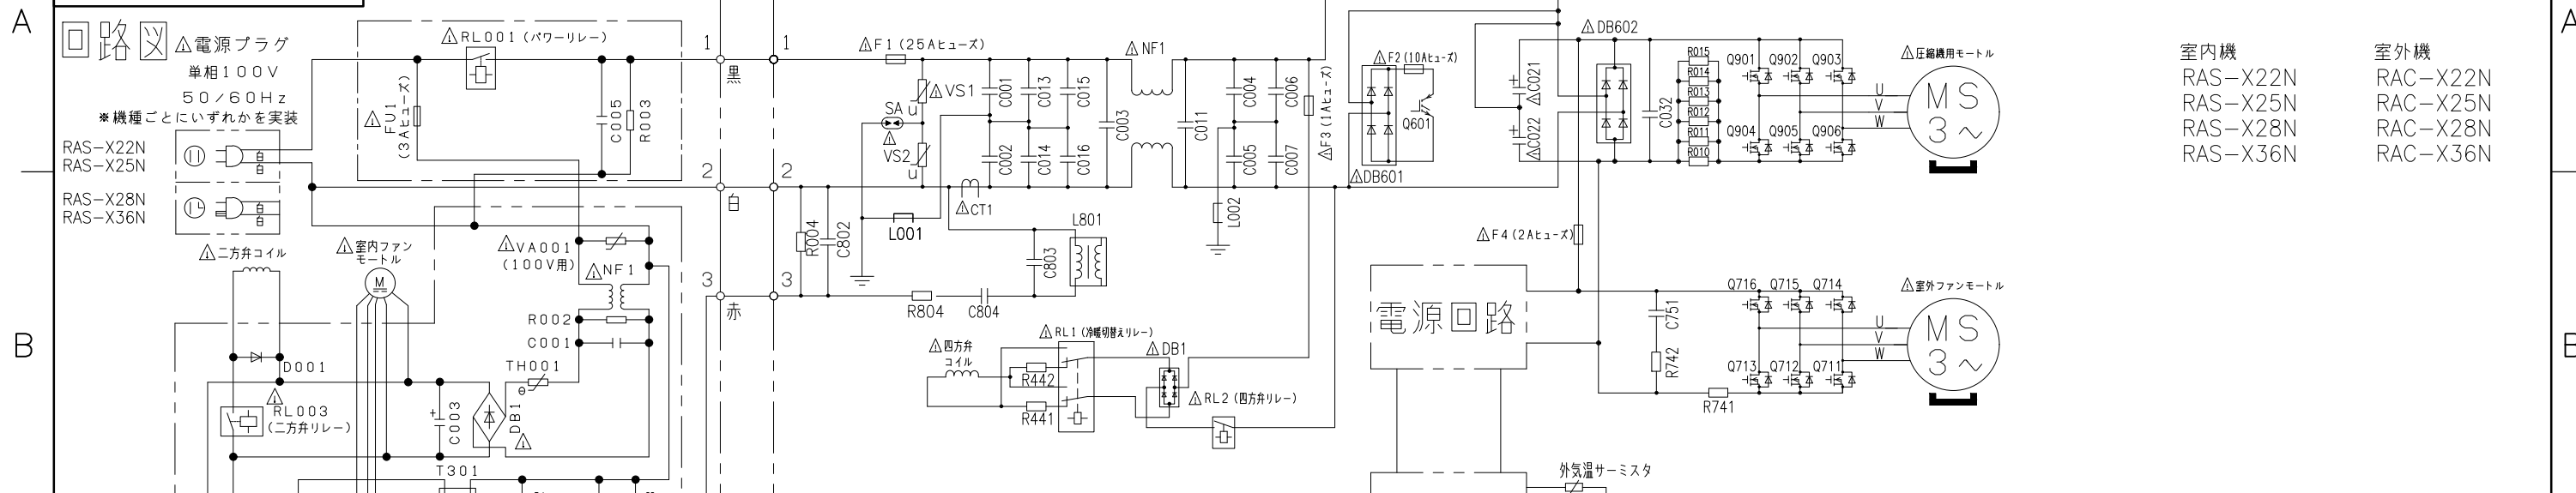 A
回路図
⚠電源プラグ
単相100V
50/60Hz
※機種ごとにいずれかを実装
RAS-X22N
RAS-X25N
白
白
RAS-X28N
RAS-X36N
白
白
⚠RL001 (パワーリレー)
⚠FU1
(3Aヒューズ)
C005
R003
1
2
3
黒
白
赤
1
2
3
⚠F1 (25Aヒューズ)
⚠VS1
SA
u
⚠
VS2
u
C001
C013
C015
C002
C014
C016
C003
⚠NF1
C011
C004
C006
C005
C007
L002
⚠F3 (1Aヒューズ)
⚠CT1
L001
R004
C802
C803
L801
R804
C804
⚠F2 (10Aヒューズ)
Q601
⚠DB601
+
⚠C021
+
⚠C022
⚠DB602
C032
R015
R014
R013
R012
R011
R010
Q901
Q902
Q903
Q904
Q905
Q906
U
V
W
⚠圧縮機用モートル
MS
3~
室内機
RAS-X22N
RAS-X25N
RAS-X28N
RAS-X36N
室外機
RAC-X22N
RAC-X25N
RAC-X28N
RAC-X36N
A
B
⚠二方弁コイル
⚠室内ファン
モートル
M
⚠VA001
(100V用)
⚠NF1
R002
C001
TH001
θ
D001
⚠
RL003
(二方弁リレー)
+
C003
DB1
⚠
T301
⚠四方弁
コイル
R442
R441
⚠RL1 (冷暖切替えリレー)
⚠DB1
⚠RL2 (四方弁リレー)
⚠F4 (2Aヒューズ)
電源回路
C751
R742
R741
Q716
Q715
Q714
Q713
Q712
Q711
U
V
W
⚠室外ファンモートル
MS
3~
外気温サーミスタ
B